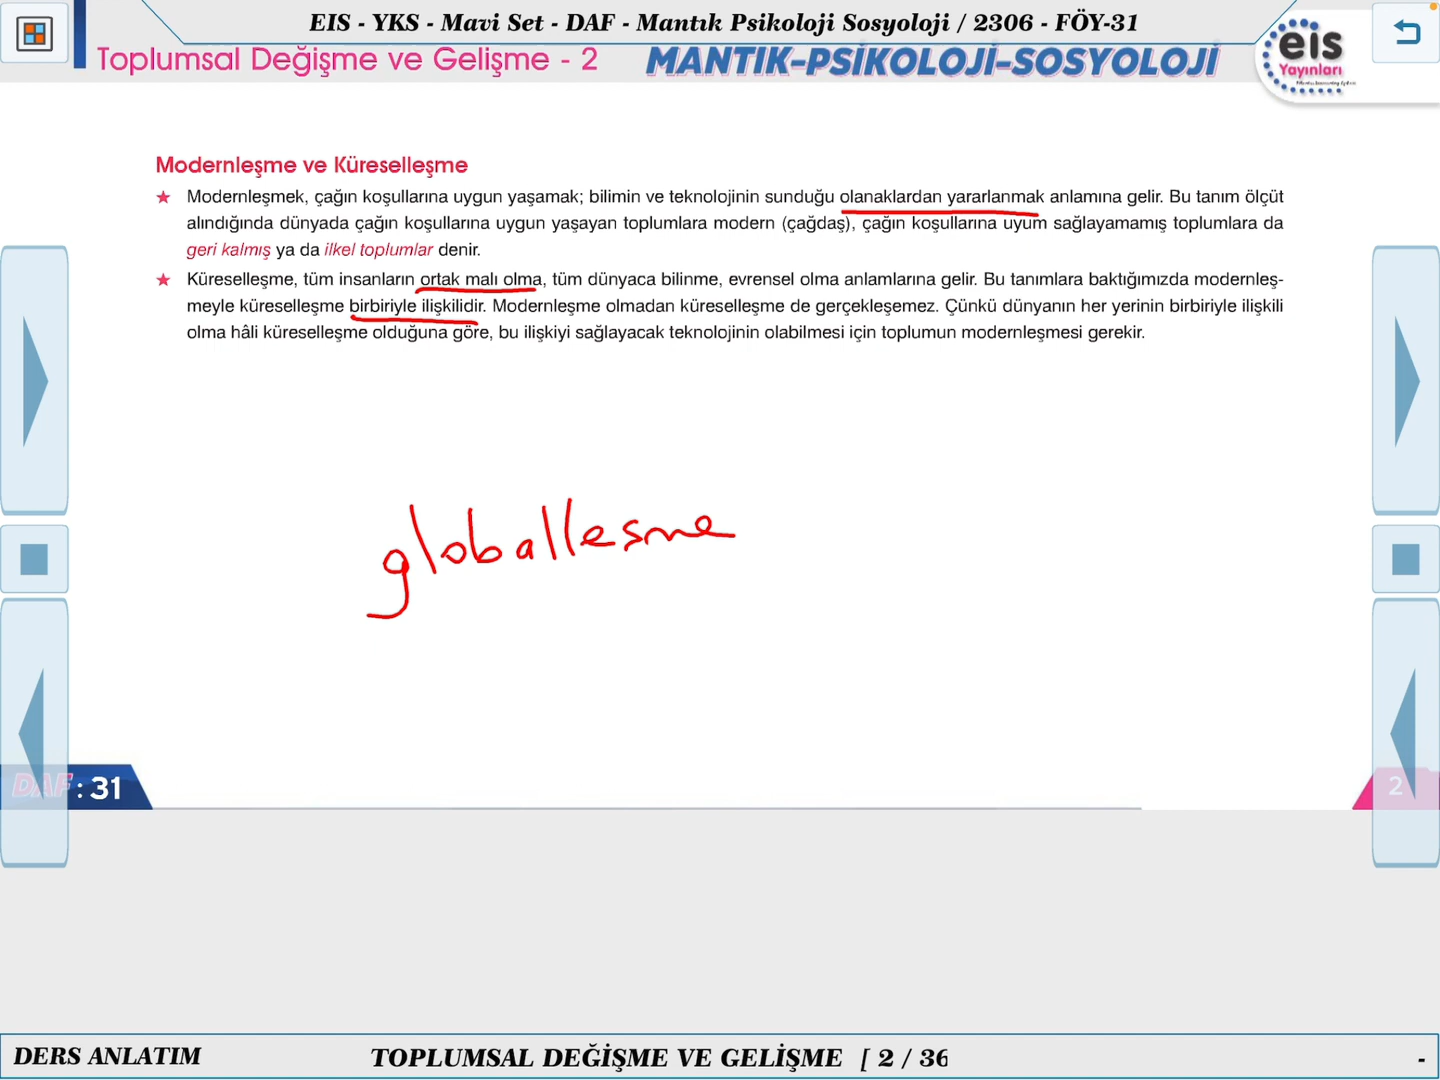 EIS - YKS - Mavi Set - DAF - Mantık Psikoloji Sosyoloji / 2306 - FÖY-31
Toplumsal Değişme ve Gelişme - 2
MANTIK-PSİKOLOJİ-SOSYOLOJİ
eis
Yayınları
Modernleşme ve Küreselleşme
★ Modernleşmek, çağın koşullarına uygun yaşamak; bilimin ve teknolojinin sunduğu olanaklardan yararlanmak anlamına gelir. Bu tanım ölçüt
alındığında dünyada çağın koşullarına uygun yaşayan toplumlara modern (çağdaş), çağın koşullarına uyum sağlayamamış toplumlara da
geri kalmış ya da ilkel toplumlar denir.
★ Küreselleşme, tüm insanların ortak malı olma, tüm dünyaca bilinme, evrensel olma anlamlarına gelir. Bu tanımlara baktığımızda modernleş-
meyle küreselleşme birbiriyle ilişkilidir. Modernleşme olmadan küreselleşme de gerçekleşemez. Çünkü dünyanın her yerinin birbiriyle ilişkili
olma hâli küreselleşme olduğuna göre, bu ilişkiyi sağlayacak teknolojinin olabilmesi için toplumun modernleşmesi gerekir.
globallesme
DAF : 31
2
DERS ANLATIM
TOPLUMSAL DEĞİŞME VE GELİŞME [ 2 / 36
-